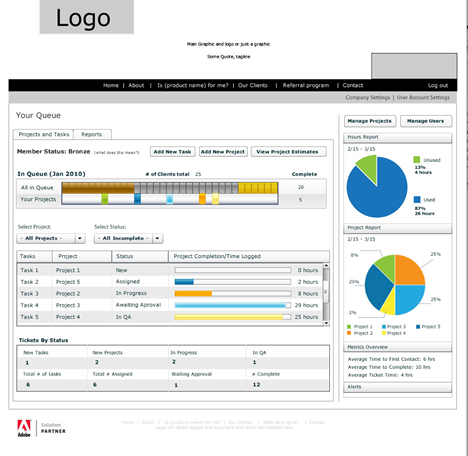 Logo
Main Graphic and logo or just a graphic
Some Quote, tagline
Home | About | Is (product name) for me? | Our Clients | Referral program | Contact
Log out
Company Settings | User Account Settings
Your Queue
Projects and Tasks
Reports
Member Status: Bronze (what does this mean?)
Add New Task
Add New Project
View Project Estimates
In Queue (Jan 2010)
# of Clients total 25
Complete
All in Queue
20
Your Projects
5
Select Project:
Select Status:
- All Projects -
- All Incomplete -
Tasks Project Status Project Completion/Time Logged
Task 1 Project 1 New 0 hours
Task 2 Project 5 Assigned 2 hours
Task 3 Project 2 In Progress 8 hours
Task 4 Project 3 Awaiting Aproval 29 hours
Task 5 Project 4 In QA 25 hours
Tickets By Status
New Tasks New Projects In Progress In QA
1 2 2 1
Total # of tasks Total # Assigned Waiting Approval # Complete
6 6 1 12
Manage Projects
Manage Users
Hours Report
2/15 - 3/15
Unused
13%
4 hours
Used
87%
26 hours
Project Report
2/15 - 3/15
8%
25%
20%
25%
2%
Project 1 Project 3 Project 5
Project 2 Project 4
Metrics Overview
Average Time to First Contact: 6 hrs
Average Time to Complete: 10 hrs
Average Ticket Time: 4 hrs
Alerts
Adobe
Solution
PARTNER
Home | About | Is (product name) for me? | Our Clients | Referral program | Contact